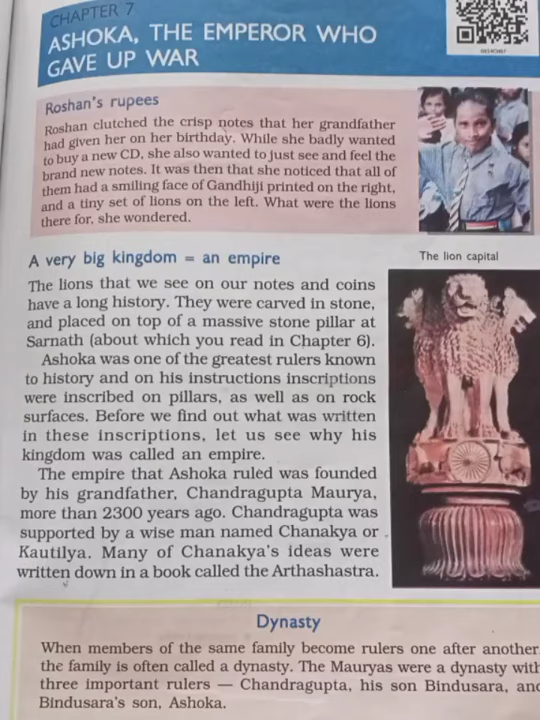 CHAPTER 7
ASHOKA, THE EMPEROR WHO
GAVE UP WAR
Roshan's rupees
Roshan clutched the crisp notes that her grandfather
had given her on her birthday. While she badly wanted
to buy a new CD, she also wanted to just see and feel the
brand new notes. It was then that she noticed that all of
them had a smiling face of Gandhiji printed on the right,
and a tiny set of lions on the left. What were the lions
there for, she wondered.
A very big kingdom = an empire
The lions that we see on our notes and coins
have a long history. They were carved in stone,
and placed on top of a massive stone pillar at
Sarnath (about which you read in Chapter 6).
Ashoka was one of the greatest rulers known
to history and on his instructions inscriptions
were inscribed on pillars, as well as on rock
surfaces. Before we find out what was written
in these inscriptions, let us see why his
kingdom was called an empire.
The empire that Ashoka ruled was founded
by his grandfather, Chandragupta Maurya,
more than 2300 years ago. Chandragupta was
supported by a wise man named Chanakya or
Kautilya. Many of Chanakya's ideas were
written down in a book called the Arthashastra.
The lion capital
Dynasty
When members of the same family become rulers one after another,
the family is often called a dynasty. The Mauryas were a dynasty with
three important rulers — Chandragupta, his son Bindusara, and
Bindusara's son, Ashoka.